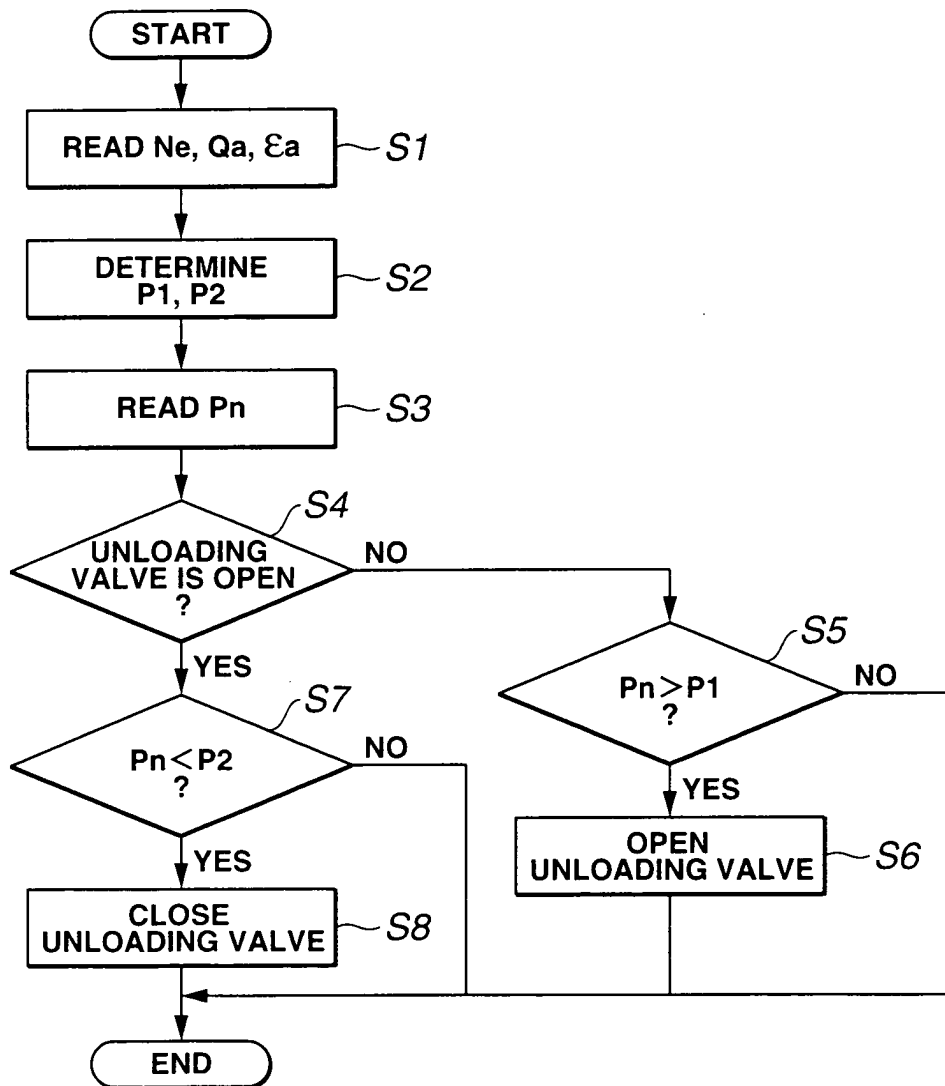 START
READ Ne, Qa, εa
S1
DETERMINE
P1, P2
S2
READ Pn
S3
S4
UNLOADING
VALVE IS OPEN
?
NO
YES
S5
Pn>P1
?
NO
YES
S7
Pn<P2
?
NO
YES
OPEN
UNLOADING VALVE
S6
CLOSE
UNLOADING VALVE
S8
END